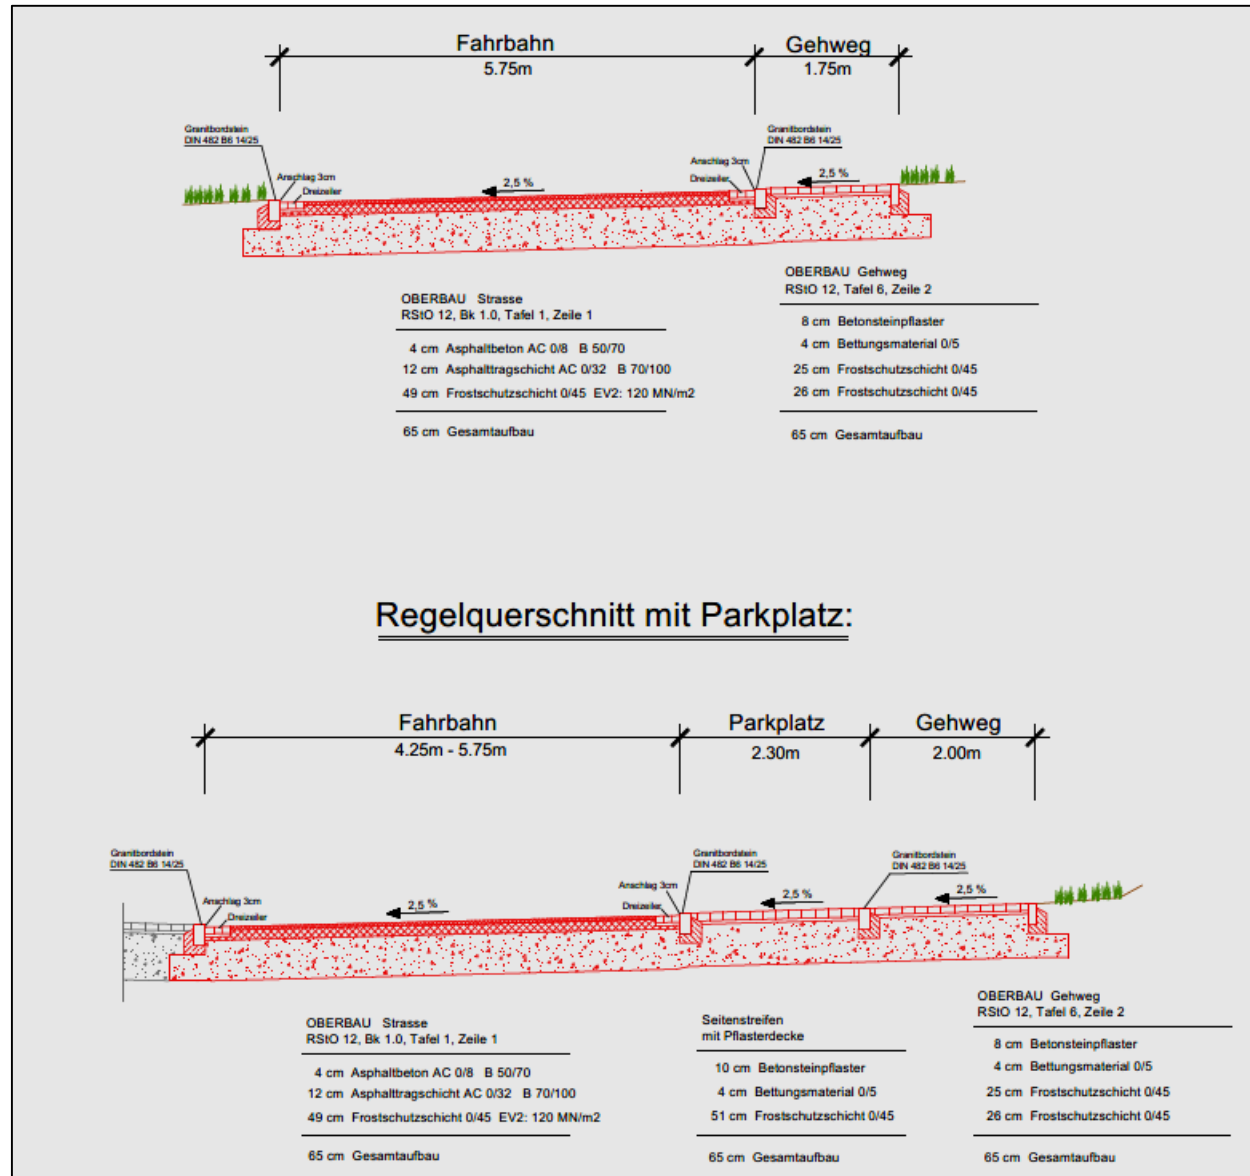 Fahrbahn
5.75m
Gehweg
1.75m
Granitbordstein
DIN 482 B6 14/25
Anschlag 3cm
Dreizeiler
2,5 %
Granitbordstein
DIN 482 B6 14/25
Anschlag 3cm
Dreizeiler
2,5 %
OBERBAU Strasse
RStO 12, Bk 1.0, Tafel 1, Zeile 1
4 cm Asphaltbeton AC 0/8 B 50/70
12 cm Asphalttragschicht AC 0/32 B 70/100
49 cm Frostschutzschicht 0/45 EV2: 120 MN/m2
65 cm Gesamtaufbau
OBERBAU Gehweg
RStO 12, Tafel 6, Zeile 2
8 cm Betonsteinpflaster
4 cm Bettungsmaterial 0/5
25 cm Frostschutzschicht 0/45
26 cm Frostschutzschicht 0/45
65 cm Gesamtaufbau
Regelquerschnitt mit Parkplatz:
Fahrbahn
4.25m - 5.75m
Parkplatz
2.30m
Gehweg
2.00m
Granitbordstein
DIN 482 B6 14/25
Anschlag 3cm
Dreizeiler
2,5 %
Granitbordstein
DIN 482 B6 14/25
Anschlag 3cm
Dreizeiler
2,5 %
Granitbordstein
DIN 482 B6 14/25
2,5 %
OBERBAU Strasse
RStO 12, Bk 1.0, Tafel 1, Zeile 1
4 cm Asphaltbeton AC 0/8 B 50/70
12 cm Asphalttragschicht AC 0/32 B 70/100
49 cm Frostschutzschicht 0/45 EV2: 120 MN/m2
65 cm Gesamtaufbau
Seitenstreifen
mit Pflasterdecke
10 cm Betonsteinpflaster
4 cm Bettungsmaterial 0/5
51 cm Frostschutzschicht 0/45
65 cm Gesamtaufbau
OBERBAU Gehweg
RStO 12, Tafel 6, Zeile 2
8 cm Betonsteinpflaster
4 cm Bettungsmaterial 0/5
25 cm Frostschutzschicht 0/45
26 cm Frostschutzschicht 0/45
65 cm Gesamtaufbau